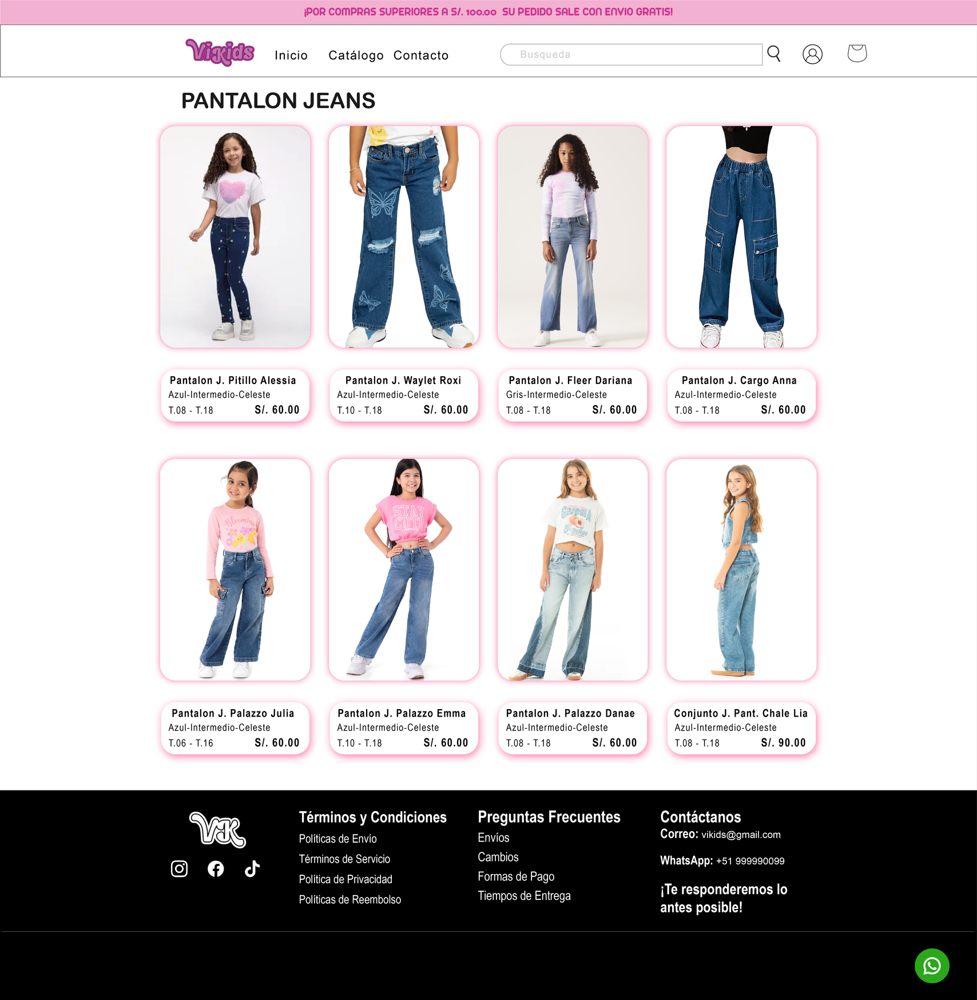 ¡POR COMPRAS SUPERIORES A S/. 100.00 SU PEDIDO SALE CON ENVIO GRATIS!
Vikids
Inicio
Catálogo
Contacto
Busqueda
PANTALON JEANS
Pantalon J. Pitillo Alessia
Azul-Intermedio-Celeste
T.08 - T.18
S/. 60.00
Pantalon J. Waylet Roxi
Azul-Intermedio-Celeste
T.10 - T.18
S/. 60.00
Pantalon J. Fleer Dariana
Gris-Intermedio-Celeste
T.08 - T.18
S/. 60.00
Pantalon J. Cargo Anna
Azul-Intermedio-Celeste
T.08 - T.18
S/. 60.00
Blooming
STAY
CUTE
GEORGIA
Peaches
Pantalon J. Palazzo Julia
Azul-Intermedio-Celeste
T.06 - T.16
S/. 60.00
Pantalon J. Palazzo Emma
Azul-Intermedio-Celeste
T.10 - T.18
S/. 60.00
Pantalon J. Palazzo Danae
Azul-Intermedio-Celeste
T.08 - T.18
S/. 60.00
Conjunto J. Pant. Chale Lia
Azul-Intermedio-Celeste
T.08 - T.18
S/. 90.00
VK
Términos y Condiciones
Políticas de Envío
Términos de Servicio
Política de Privacidad
Políticas de Reembolso
Preguntas Frecuentes
Envíos
Cambios
Formas de Pago
Tiempos de Entrega
Contáctanos
Correo: vikids@gmail.com
WhatsApp: +51 999990099
¡Te responderemos lo
antes posible!